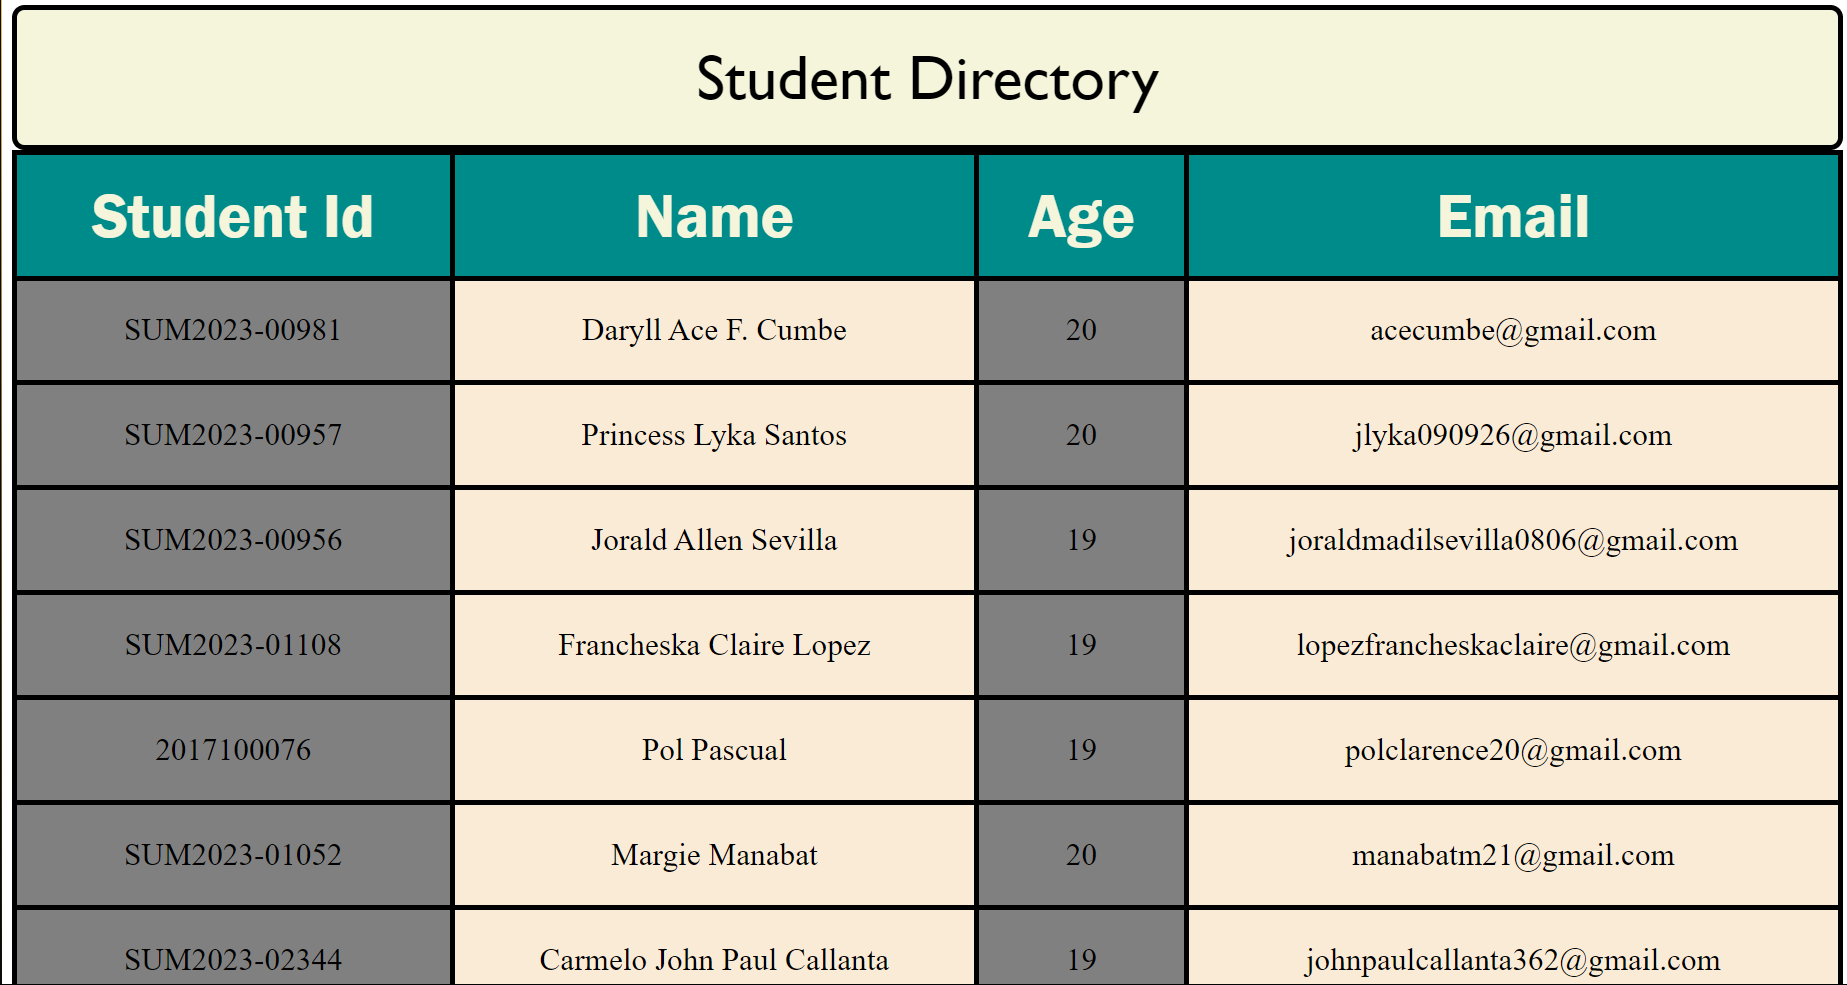 Student Directory
Student Id Name Age Email
SUM2023-00981 Daryll Ace F. Cumbe 20 acecumbe@gmail.com
SUM2023-00957 Princess Lyka Santos 20 jlyka090926@gmail.com
SUM2023-00956 Jorald Allen Sevilla 19 joraldmadilsevilla0806@gmail.com
SUM2023-01108 Francheska Claire Lopez 19 lopezfrancheskaclaire@gmail.com
2017100076 Pol Pascual 19 polclarence20@gmail.com
SUM2023-01052 Margie Manabat 20 manabatm21@gmail.com
SUM2023-02344 Carmelo John Paul Callanta 19 johnpaulcallanta362@gmail.com